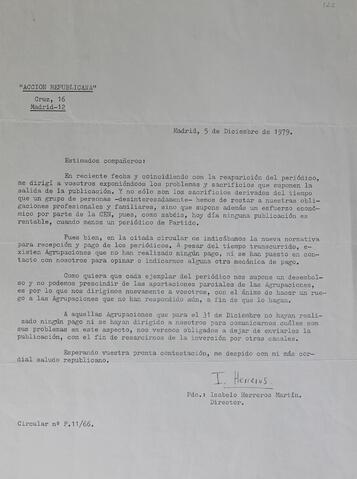 122
"ACCION REPUBLICANA"
Cruz, 16
Madrid-12
Madrid, 5 de Diciembre de 1979.
Estimados compañeros:
En reciente fecha y coincidiendo con la reaparición del periódico,
me dirigí a vosotros exponiéndoos los problemas y sacrificios que suponen la
salida de la publicación. Y no sólo son los sacrificios derivados del tiempo
que un grupo de personas -desinteresadamente- hemos de restar a nuestras obli-
gaciones profesionales y familiares, sino que supone además un esfuerzo econó-
mico por parte de la CEN, pues, como sabéis, hoy día ninguna publicación es
rentable, cuando menos un periódico de Partido.
Pues bien, en la citada circular os indicábamos la nueva normativa
para recepción y pago de los periódicos. A pesar del tiempo transcurrido, e-
xisten Agrupaciones que no han realizado ningún pago, ni se han puesto en con-
tacto con nosotros para opinar o indicarnos alguna otra mecánica de pago.
Como quiera que cada ejemplar del periódico nos supone un desembol-
so y no podemos prescindir de las aportaciones parciales de las Agrupaciones,
es por lo que nos dirigimos nuevamente a vosotros, con el ánimo de hacer un rue-
go a las Agrupaciones que no han respondido aún, a fin de que lo hagan.
A aquellas Agrupaciones que para el 31 de Diciembre no hayan reali-
zado ningún pago ni se hayan dirigido a nosotros para comunicarnos cuáles son
sus problemas en este aspecto, nos veremos obligados a dejar de enviarles la
publicación, con el fin de resarcirnos de la inversión por otros canales.
Esperando vuestra pronta contestación, me despido con mi más cor-
dial saludo republicano.
I. Herreros
Fdo.: Isabelo Herreros Martín.
Director.
Circular nº P.11/66.